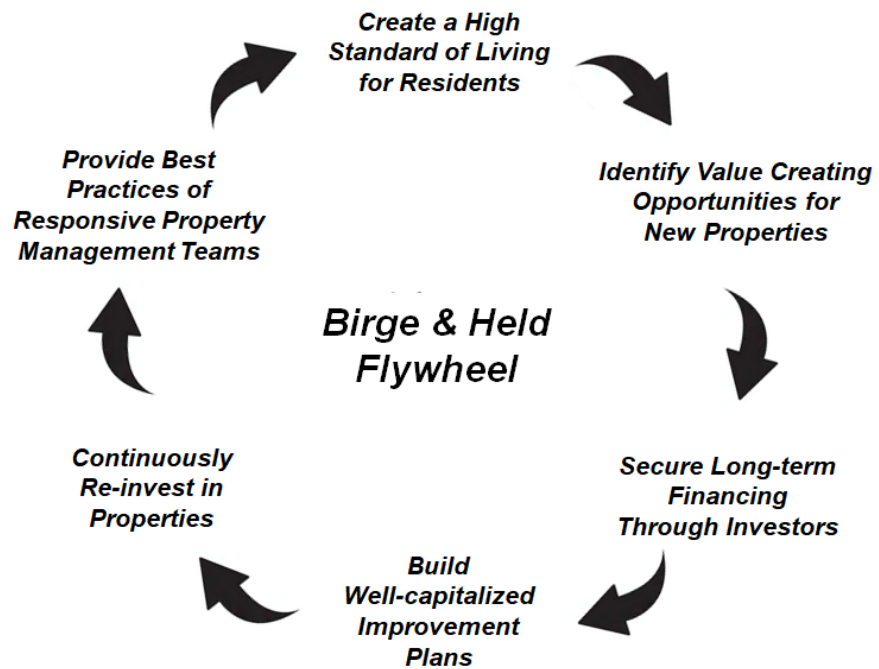 Create a High
Standard of Living
for Residents
Identify Value Creating
Opportunities for
New Properties
Secure Long-term
Financing
Through Investors
Build
Well-capitalized
Improvement
Plans
Continuously
Re-invest in
Properties
Provide Best
Practices of
Responsive Property
Management Teams
Birge & Held
Flywheel